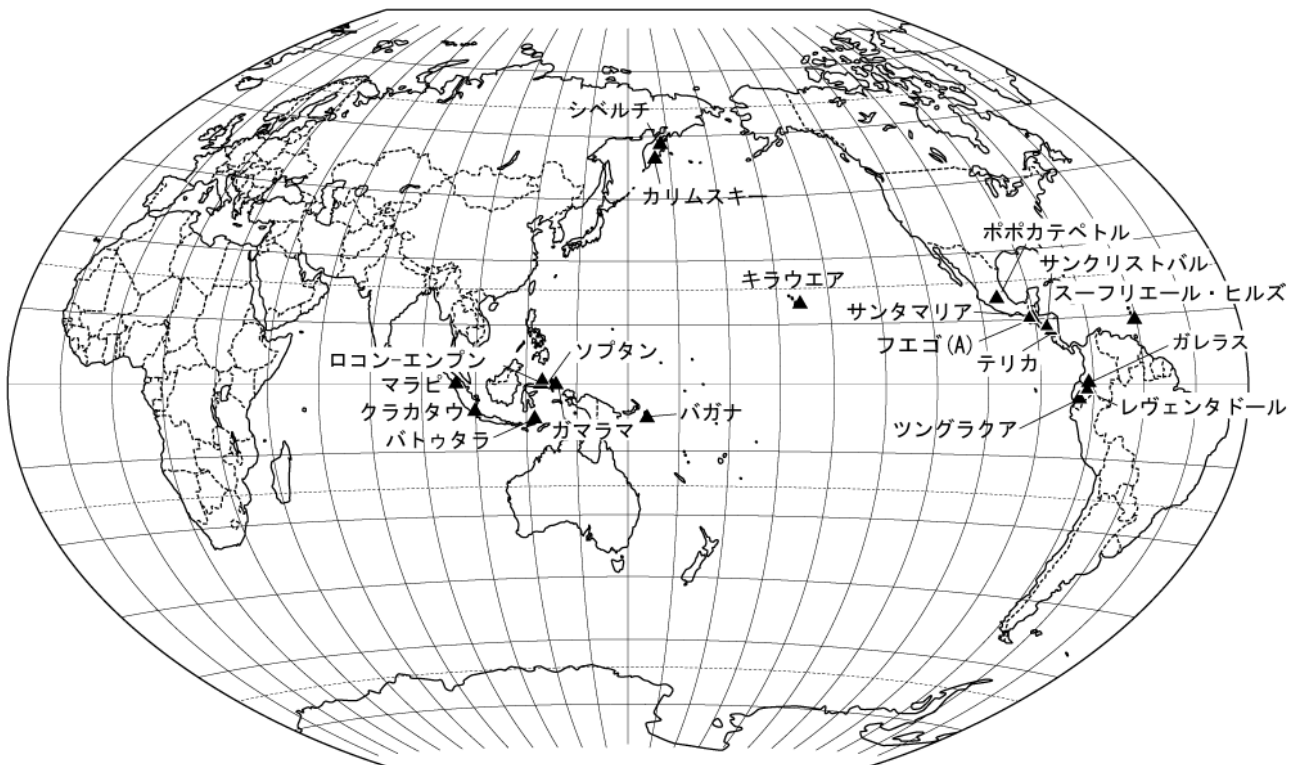 シベルチ
カリムスキー
ポポカテペトル
サンクリストバル
キラウエア
スーフリエール・ヒルズ
サンタマリア
フエゴ(A)
ガレラス
テリカ
ソプタン
ロコン-エンプン
マラピ
クラカタウ
バガナ
レヴェンタドール
ツングラクア
ガマラマ
バトゥタラ